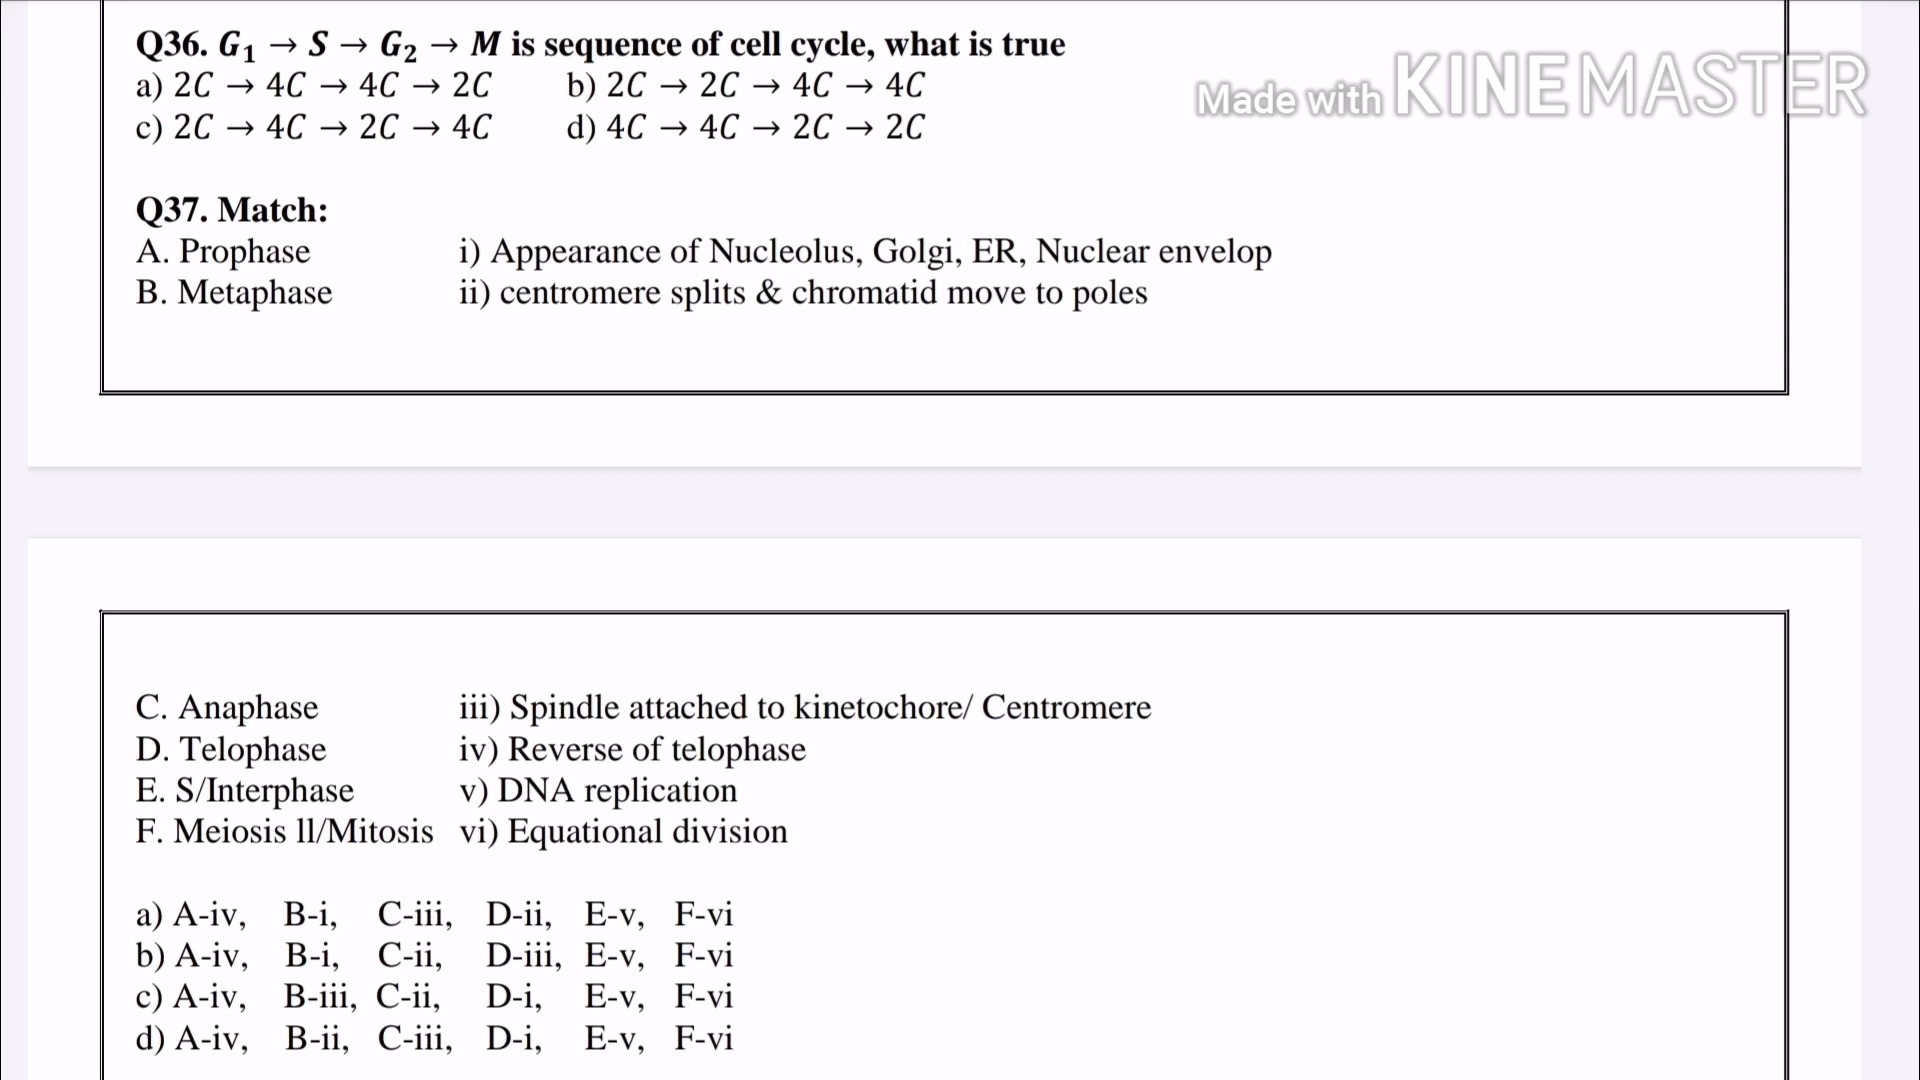 Q36. G₁ → S → G₂ → M is sequence of cell cycle, what is true
a) 2C → 4C → 4C → 2C b) 2C → 2C → 4C → 4C
c) 2C → 4C → 2C → 4C d) 4C → 4C → 2C → 2C
Made with KINEMASTER
Q37. Match:
A. Prophase i) Appearance of Nucleolus, Golgi, ER, Nuclear envelop
B. Metaphase ii) centromere splits & chromatid move to poles
C. Anaphase iii) Spindle attached to kinetochore/ Centromere
D. Telophase iv) Reverse of telophase
E. S/Interphase v) DNA replication
F. Meiosis ll/Mitosis vi) Equational division
a) A-iv, B-i, C-iii, D-ii, E-v, F-vi
b) A-iv, B-i, C-ii, D-iii, E-v, F-vi
c) A-iv, B-iii, C-ii, D-i, E-v, F-vi
d) A-iv, B-ii, C-iii, D-i, E-v, F-vi